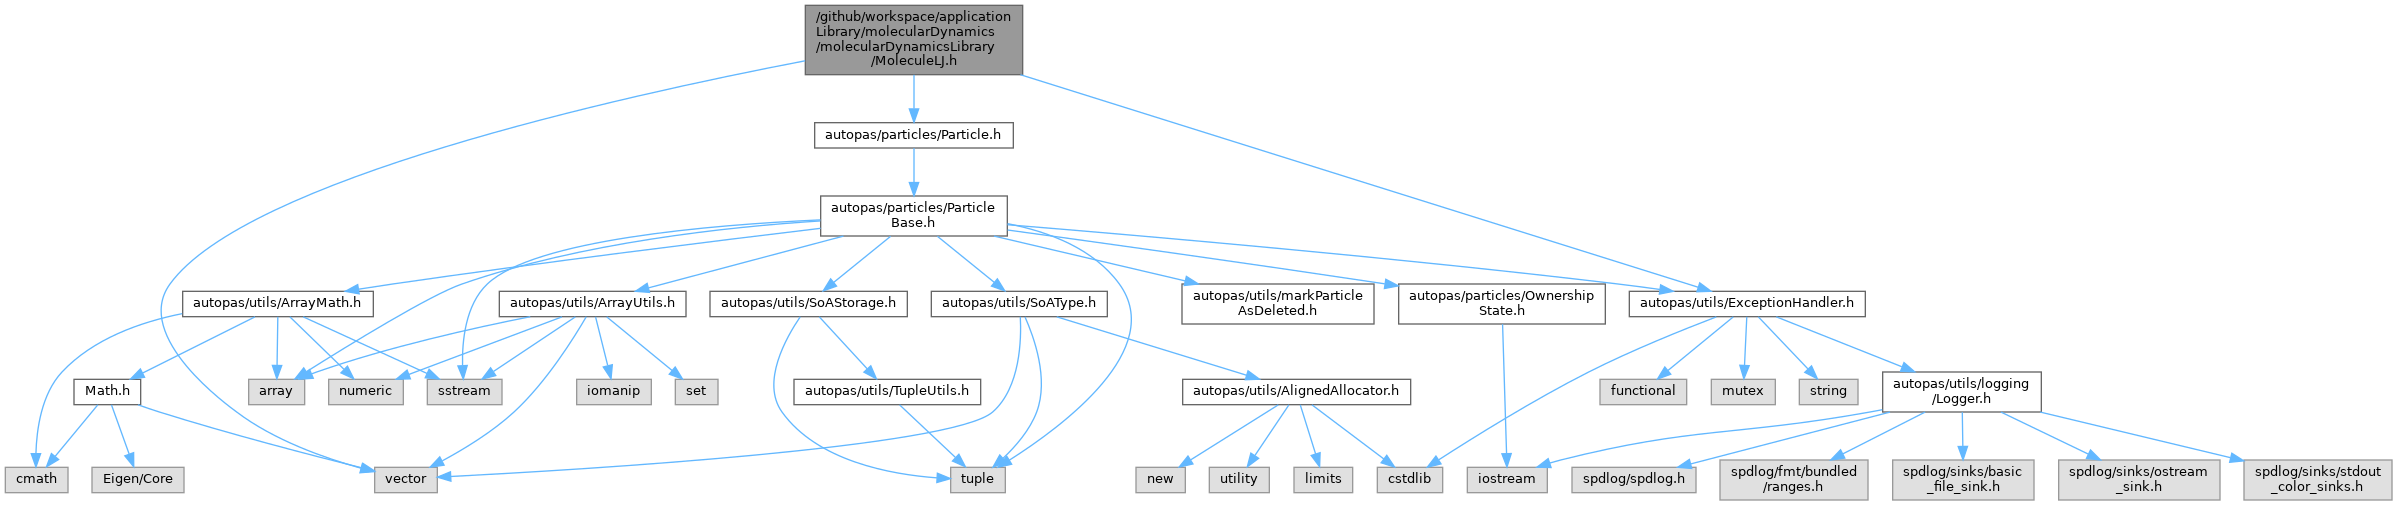 /github/workspace/application
Library/molecularDynamics
/molecularDynamicsLibrary
/MoleculeLJ.h
autopas/particles/Particle.h
autopas/particles/Particle
Base.h
autopas/utils/ArrayMath.h
autopas/utils/ArrayUtils.h
autopas/utils/SoAStorage.h
autopas/utils/SoAType.h
autopas/utils/markParticle
AsDeleted.h
autopas/particles/Ownership
State.h
autopas/utils/ExceptionHandler.h
Math.h
array
numeric
sstream
iomanip
set
autopas/utils/TupleUtils.h
autopas/utils/AlignedAllocator.h
functional
mutex
string
autopas/utils/logging
/Logger.h
cmath
Eigen/Core
vector
tuple
new
utility
limits
cstdlib
iostream
spdlog/spdlog.h
spdlog/fmt/bundled
/ranges.h
spdlog/sinks/basic
_file_sink.h
spdlog/sinks/ostream
_sink.h
spdlog/sinks/stdout
_color_sinks.h